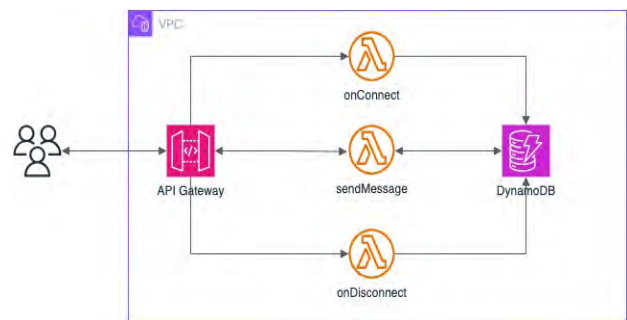 VPC
onConnect
API Gateway
sendMessage
DynamoDB
onDisconnect